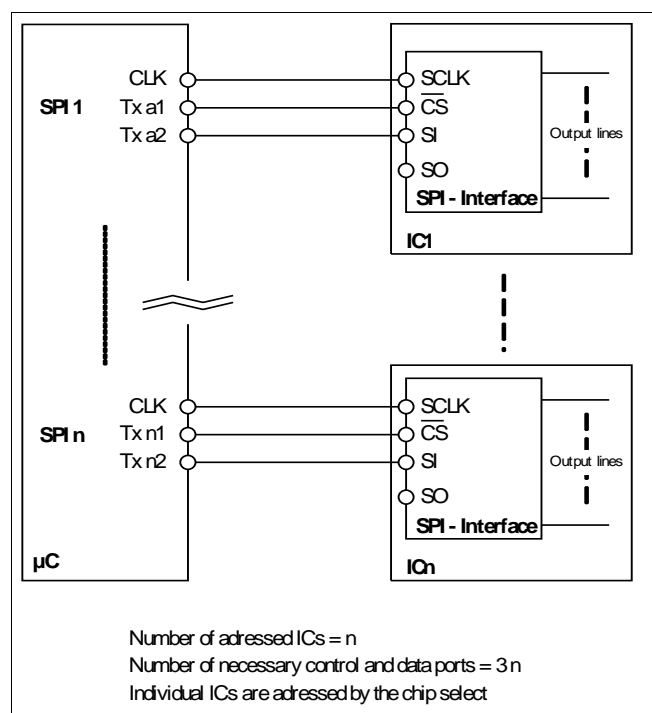 CLK
SCLK
SPI 1
Tx a1
CS
Tx a2
SI
Output lines
SO
SPI - Interface
IC1
CLK
SCLK
SPI n
Tx n1
CS
Tx n2
SI
Output lines
SO
SPI - Interface
µC
ICn
Number of adressed ICs = n
Number of necessary control and data ports = 3 n
Individual ICs are adressed by the chip select